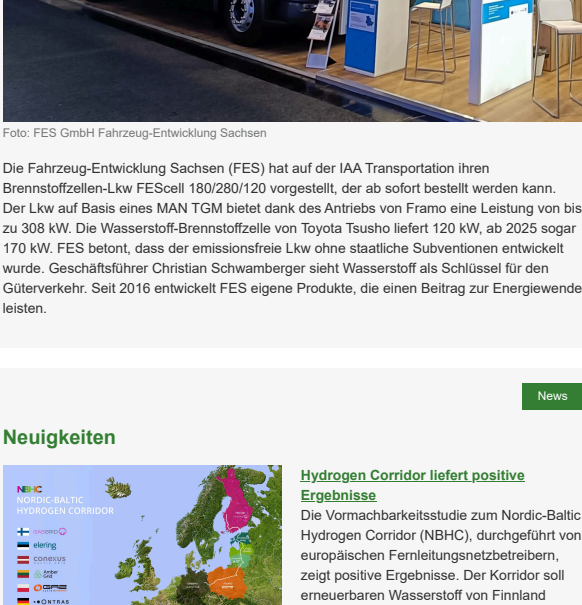 Foto: FES GmbH Fahrzeug-Entwicklung Sachsen
Die Fahrzeug-Entwicklung Sachsen (FES) hat auf der IAA Transportation ihren
Brennstoffzellen-Lkw FEScell 180/280/120 vorgestellt, der ab sofort bestellt werden kann.
Der Lkw auf Basis eines MAN TGM bietet dank des Antriebs von Framo eine Leistung von bis
zu 308 kW. Die Wasserstoff-Brennstoffzelle von Toyota Tsusho liefert 120 kW, ab 2025 sogar
170 kW. FES betont, dass der emissionsfreie Lkw ohne staatliche Subventionen entwickelt
wurde. Geschäftsführer Christian Schwamberger sieht Wasserstoff als Schlüssel für den
Güterverkehr. Seit 2016 entwickelt FES eigene Produkte, die einen Beitrag zur Energiewende
leisten.
News
Neuigkeiten
NBHC
NORDIC-BALTIC
HYDROGEN CORRIDOR
GASGRID
elering
conexus
Amber
Grid
GAZ
ONTRAS
Hydrogen Corridor liefert positive
Ergebnisse
Die Vormachbarkeitsstudie zum Nordic-Baltic
Hydrogen Corridor (NBHC), durchgeführt von
europäischen Fernleitungsnetzbetreibern,
zeigt positive Ergebnisse. Der Korridor soll
erneuerbaren Wasserstoff von Finnland